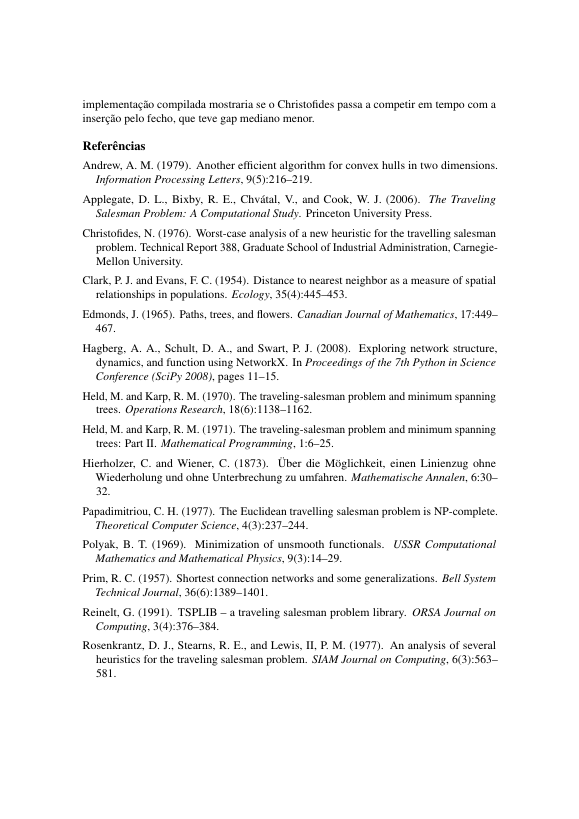 implementação compilada mostraria se o Christofides passa a competir em tempo com a
inserção pelo fecho, que teve gap mediano menor.
Referências
Andrew, A. M. (1979). Another efficient algorithm for convex hulls in two dimensions.
Information Processing Letters, 9(5):216–219.
Applegate, D. L., Bixby, R. E., Chvátal, V., and Cook, W. J. (2006). The Traveling
Salesman Problem: A Computational Study. Princeton University Press.
Christofides, N. (1976). Worst-case analysis of a new heuristic for the travelling salesman
problem. Technical Report 388, Graduate School of Industrial Administration, Carnegie-
Mellon University.
Clark, P. J. and Evans, F. C. (1954). Distance to nearest neighbor as a measure of spatial
relationships in populations. Ecology, 35(4):445–453.
Edmonds, J. (1965). Paths, trees, and flowers. Canadian Journal of Mathematics, 17:449–
467.
Hagberg, A. A., Schult, D. A., and Swart, P. J. (2008). Exploring network structure,
dynamics, and function using NetworkX. In Proceedings of the 7th Python in Science
Conference (SciPy 2008), pages 11–15.
Held, M. and Karp, R. M. (1970). The traveling-salesman problem and minimum spanning
trees. Operations Research, 18(6):1138–1162.
Held, M. and Karp, R. M. (1971). The traveling-salesman problem and minimum spanning
trees: Part II. Mathematical Programming, 1:6–25.
Hierholzer, C. and Wiener, C. (1873). Über die Möglichkeit, einen Linienzug ohne
Wiederholung und ohne Unterbrechung zu umfahren. Mathematische Annalen, 6:30–
32.
Papadimitriou, C. H. (1977). The Euclidean travelling salesman problem is NP-complete.
Theoretical Computer Science, 4(3):237–244.
Polyak, B. T. (1969). Minimization of unsmooth functionals. USSR Computational
Mathematics and Mathematical Physics, 9(3):14–29.
Prim, R. C. (1957). Shortest connection networks and some generalizations. Bell System
Technical Journal, 36(6):1389–1401.
Reinelt, G. (1991). TSPLIB – a traveling salesman problem library. ORSA Journal on
Computing, 3(4):376–384.
Rosenkrantz, D. J., Stearns, R. E., and Lewis, II, P. M. (1977). An analysis of several
heuristics for the traveling salesman problem. SIAM Journal on Computing, 6(3):563–
581.